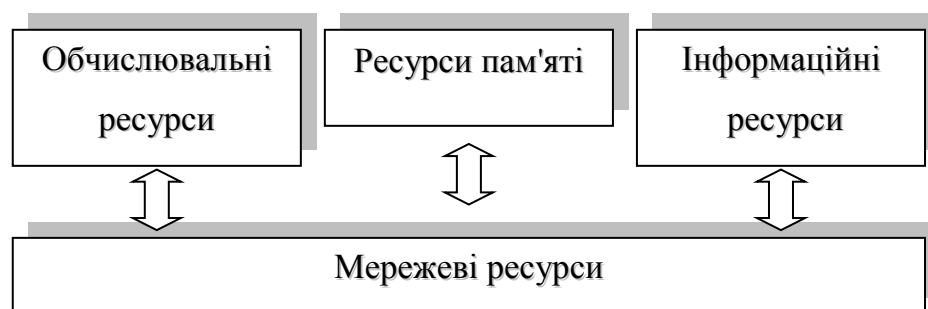 Обчислювальні
ресурси
Ресурси пам'яті
Інформаційні
ресурси
Мережеві ресурси